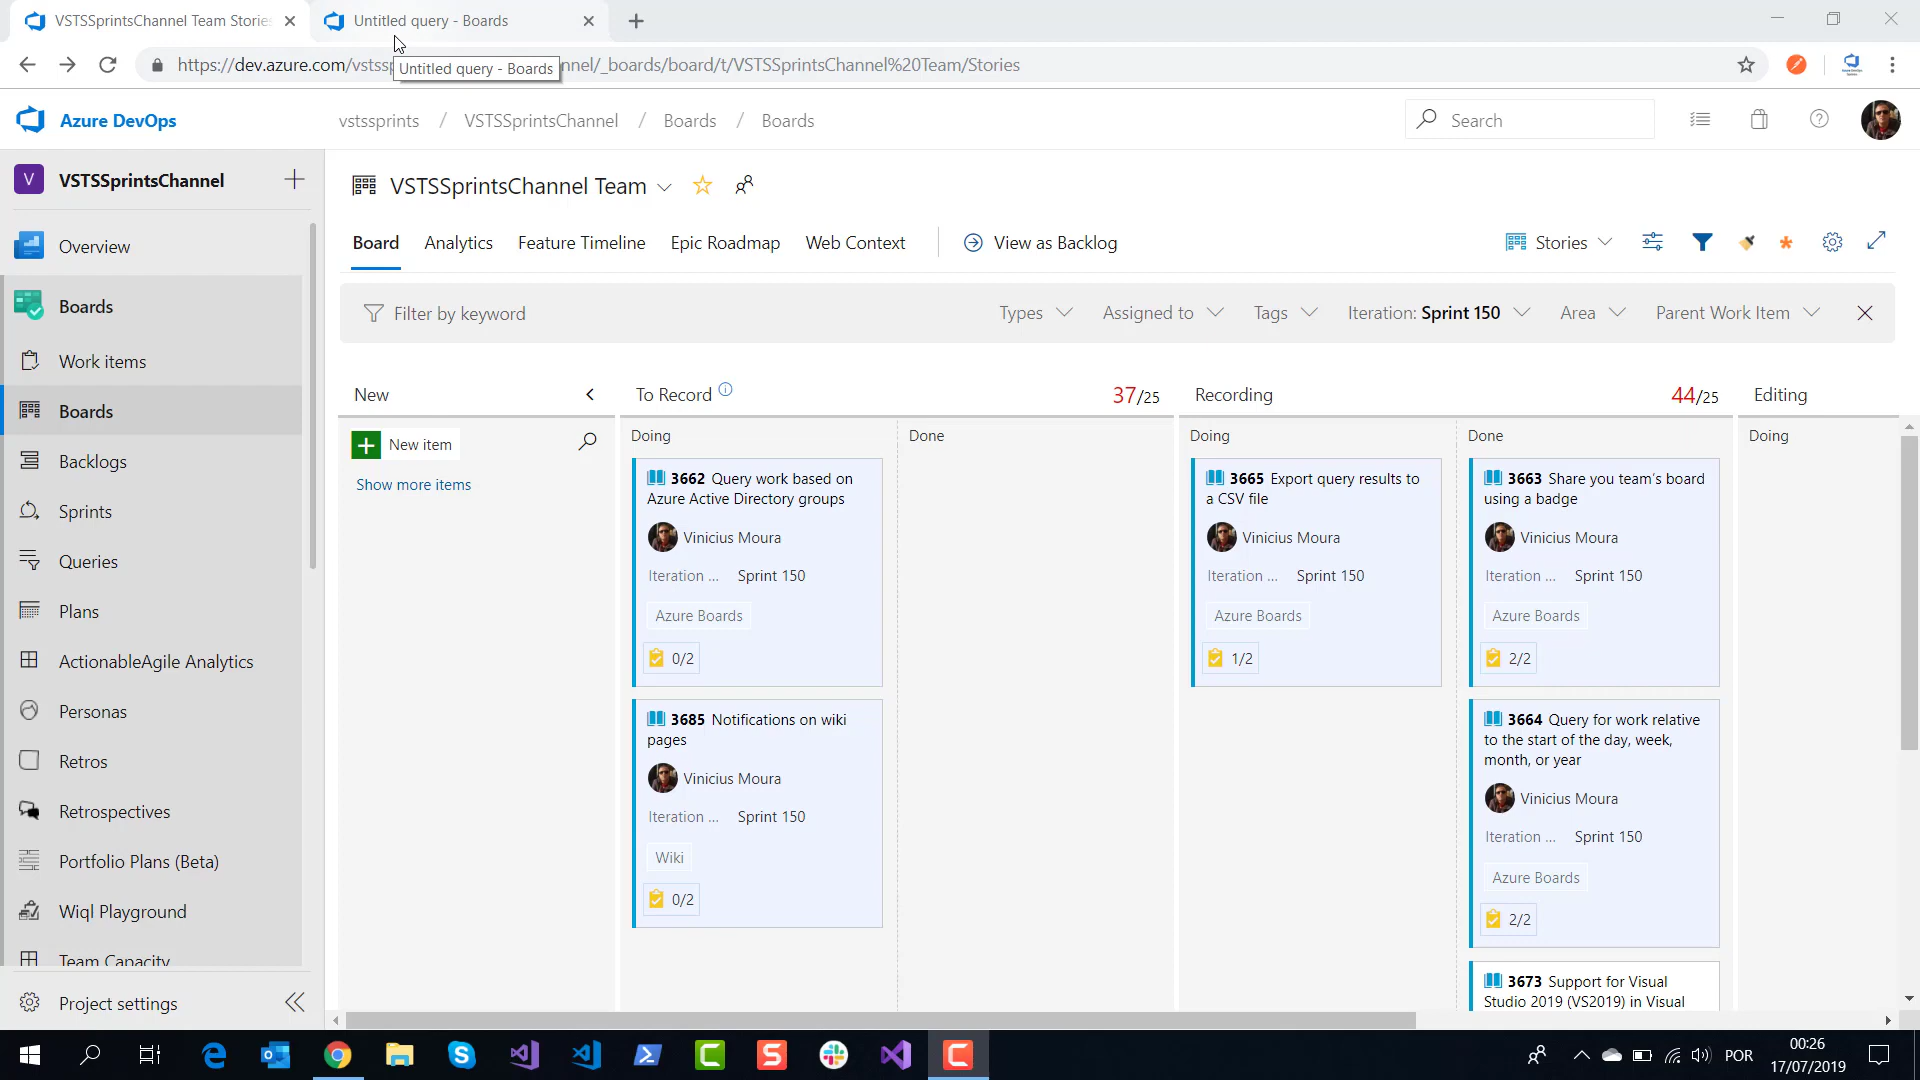 VSTSSprintsChannel Team Storie
Untitled query - Boards
https://dev.azure.com/vstssp
nnel/_boards/board/t/VSTSSprintsChannel%20Team/Stories
Untitled query - Boards
Azure DevOps
vstssprints / VSTSSprintsChannel / Boards / Boards
Search
V
VSTSSprintsChannel
VSTSSprintsChannel Team
Overview
Boards
Work items
Boards
Backlogs
Sprints
Queries
Plans
ActionableAgile Analytics
Personas
Retros
Retrospectives
Portfolio Plans (Beta)
Wiql Playground
Team Capacity
Project settings
Board
Analytics
Feature Timeline
Epic Roadmap
Web Context
View as Backlog
Stories
Filter by keyword
Types
Assigned to
Tags
Iteration: Sprint 150
Area
Parent Work Item
New
New item
Show more items
To Record
37/25
Doing
3662 Query work based on
Azure Active Directory groups
Vinicius Moura
Iteration ... Sprint 150
Azure Boards
0/2
3685 Notifications on wiki
pages
Vinicius Moura
Iteration ... Sprint 150
Wiki
0/2
Done
Recording
44/25
Doing
3665 Export query results to
a CSV file
Vinicius Moura
Iteration ... Sprint 150
Azure Boards
1/2
Done
3663 Share you team's board
using a badge
Vinicius Moura
Iteration ... Sprint 150
Azure Boards
2/2
3664 Query for work relative
to the start of the day, week,
month, or year
Vinicius Moura
Iteration ... Sprint 150
Azure Boards
2/2
3673 Support for Visual
Studio 2019 (VS2019) in Visual
Editing
Doing
POR
00:26
17/07/2019